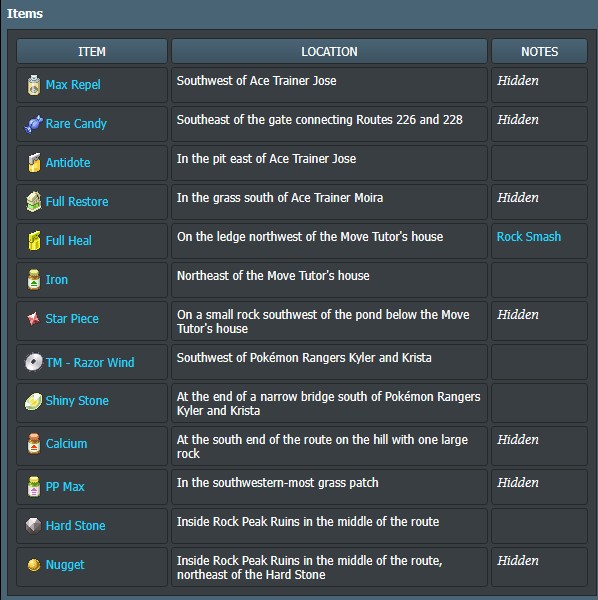 Items
ITEM LOCATION NOTES
Max Repel Southwest of Ace Trainer Jose Hidden
Rare Candy Southeast of the gate connecting Routes 226 and 228 Hidden
Antidote In the pit east of Ace Trainer Jose
Full Restore In the grass south of Ace Trainer Moira Hidden
Full Heal On the ledge northwest of the Move Tutor's house Rock Smash
Iron Northeast of the Move Tutor's house
Star Piece On a small rock southwest of the pond below the Move Hidden
Tutor's house
TM - Razor Wind Southwest of Pokémon Rangers Kyler and Krista
Shiny Stone At the end of a narrow bridge south of Pokémon Rangers
Kyler and Krista
Calcium At the south end of the route on the hill with one large Hidden
rock
PP Max In the southwestern-most grass patch Hidden
Hard Stone Inside Rock Peak Ruins in the middle of the route
Nugget Inside Rock Peak Ruins in the middle of the route, Hidden
northeast of the Hard Stone